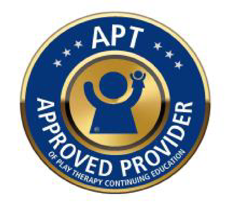 APT
APPROVED PROVIDER
OF PLAY THERAPY CONTINUING EDUCATION
®